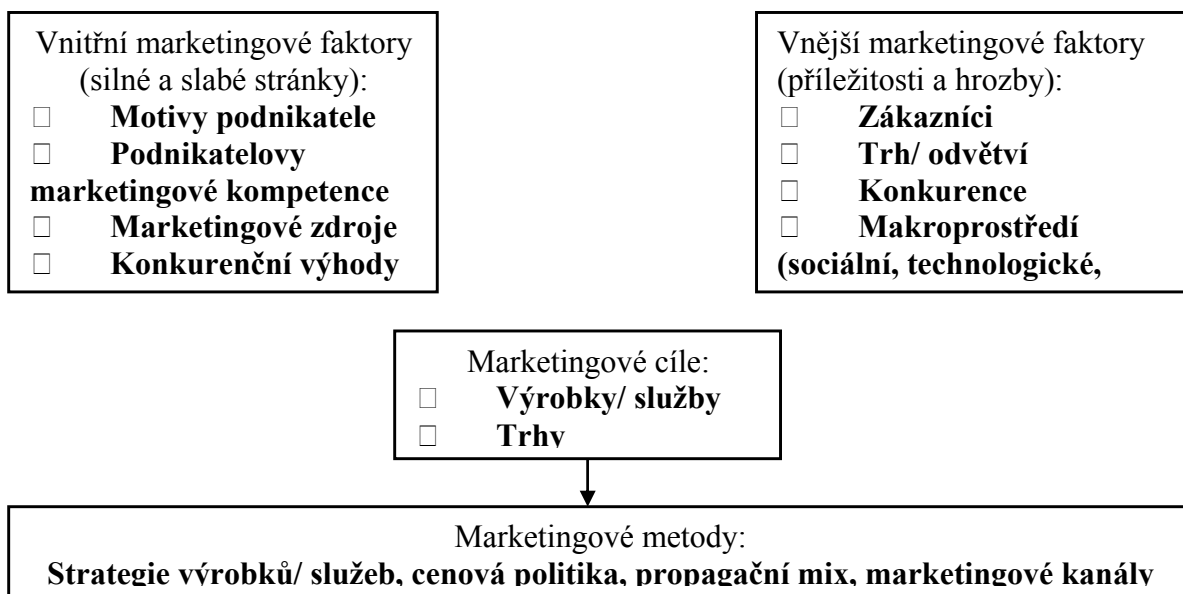 Vnitřní marketingové faktory
(silné a slabé stránky):
□ Motivy podnikatele
□ Podnikatelovy
marketingové kompetence
□ Marketingové zdroje
□ Konkurenční výhody
Vnější marketingové faktory
(příležitosti a hrozby):
□ Zákazníci
□ Trh/ odvětví
□ Konkurence
□ Makroprostředí
(sociální, technologické,
Marketingové cíle:
□ Výrobky/ služby
□ Trhy
Marketingové metody:
Strategie výrobků/ služeb, cenová politika, propagační mix, marketingové kanály